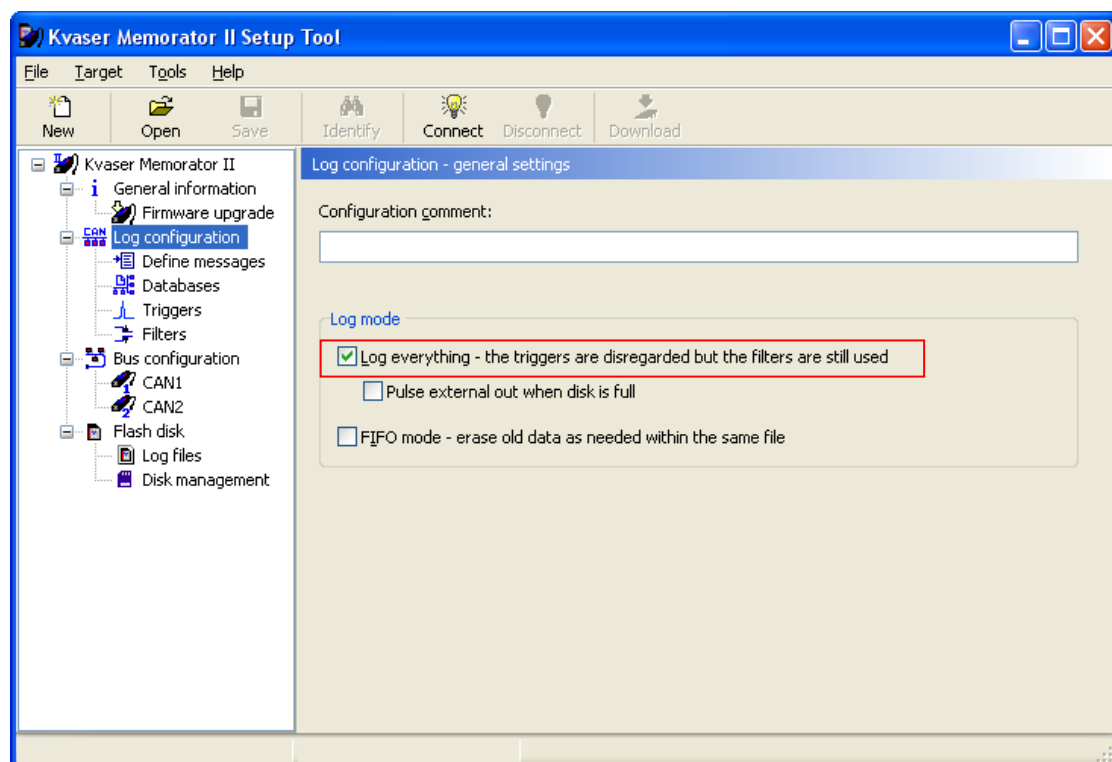 Kvaser Memorator II Setup Tool
File Target Tools Help
New Open Save Identify Connect Disconnect Download
Kvaser Memorator II
General information
Firmware upgrade
Log configuration
Define messages
Databases
Triggers
Filters
Bus configuration
CAN1
CAN2
Flash disk
Log files
Disk management
Log configuration - general settings
Configuration comment:
Log mode
Log everything - the triggers are disregarded but the filters are still used
Pulse external out when disk is full
FIFO mode - erase old data as needed within the same file